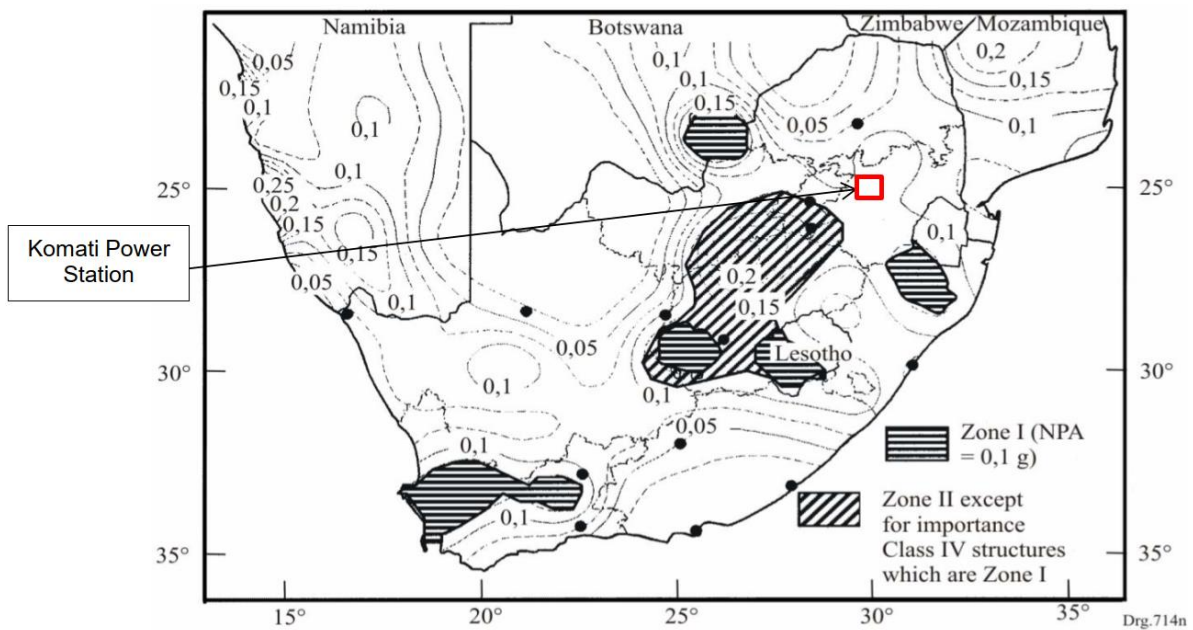 Namibia
Botswana
Zimbabwe
Mozambique
0,05
0,15
0,1
0,1
0,1
0,1
0,15
0,2
0,15
0,1
0,05
0,1
0,25
0,2
0,15
0,15
0,05
0,1
25°
25°
Komati Power
Station
0,1
0,2
0,15
0,05
Lesotho
30°
30°
0,1
0,1
0,05
0,1
0,1
Zone I (NPA
= 0,1 g)
Zone II except
for importance
Class IV structures
which are Zone I
35°
35°
15°
20°
25°
30°
35°
Drg.714n